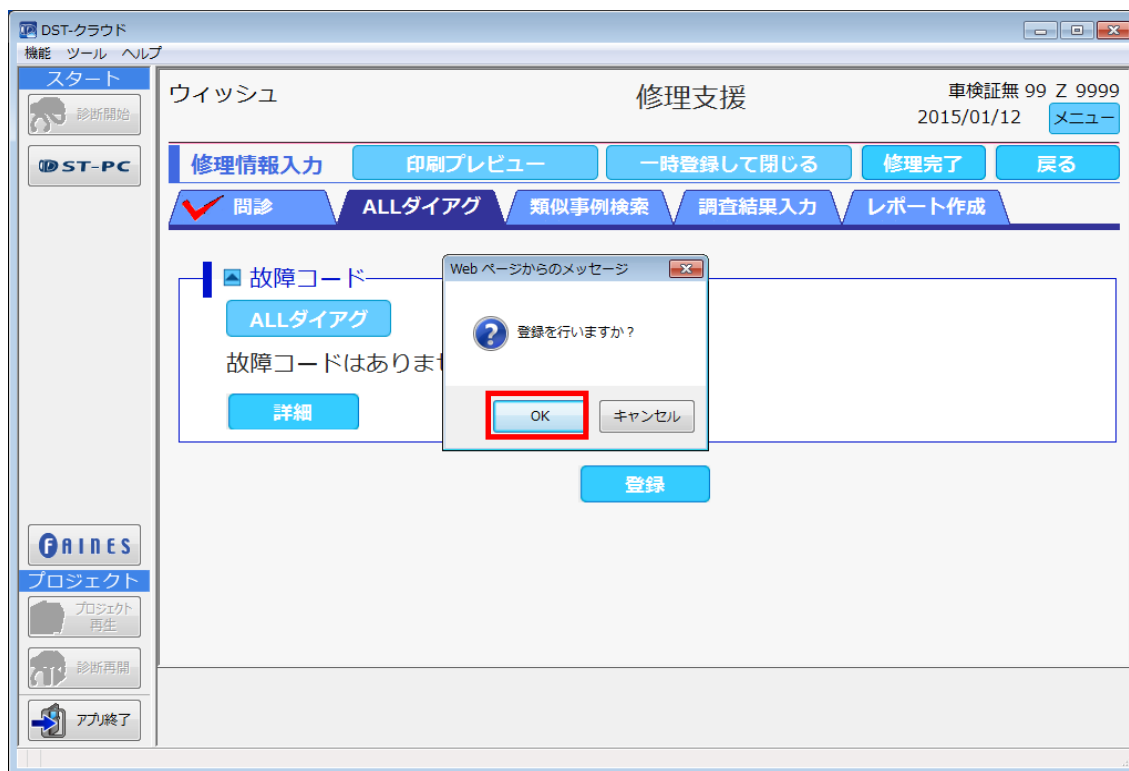 DST-クラウド
機能 ツール ヘルプ
スタート
診断開始
DST-PC
ウィッシュ
修理支援
車検証無 99 Z 9999
2015/01/12 メニュー
修理情報入力 印刷プレビュー 一時登録して閉じる 修理完了 戻る
問診 ALLダイアグ 類似事例検索 調査結果入力 レポート作成
故障コード
ALLダイアグ
故障コードはありませ
詳細
Web ページからのメッセージ
登録を行いますか？
OK キャンセル
登録
FAINES
プロジェクト
プロジェクト
再生
診断再開
アプリ終了